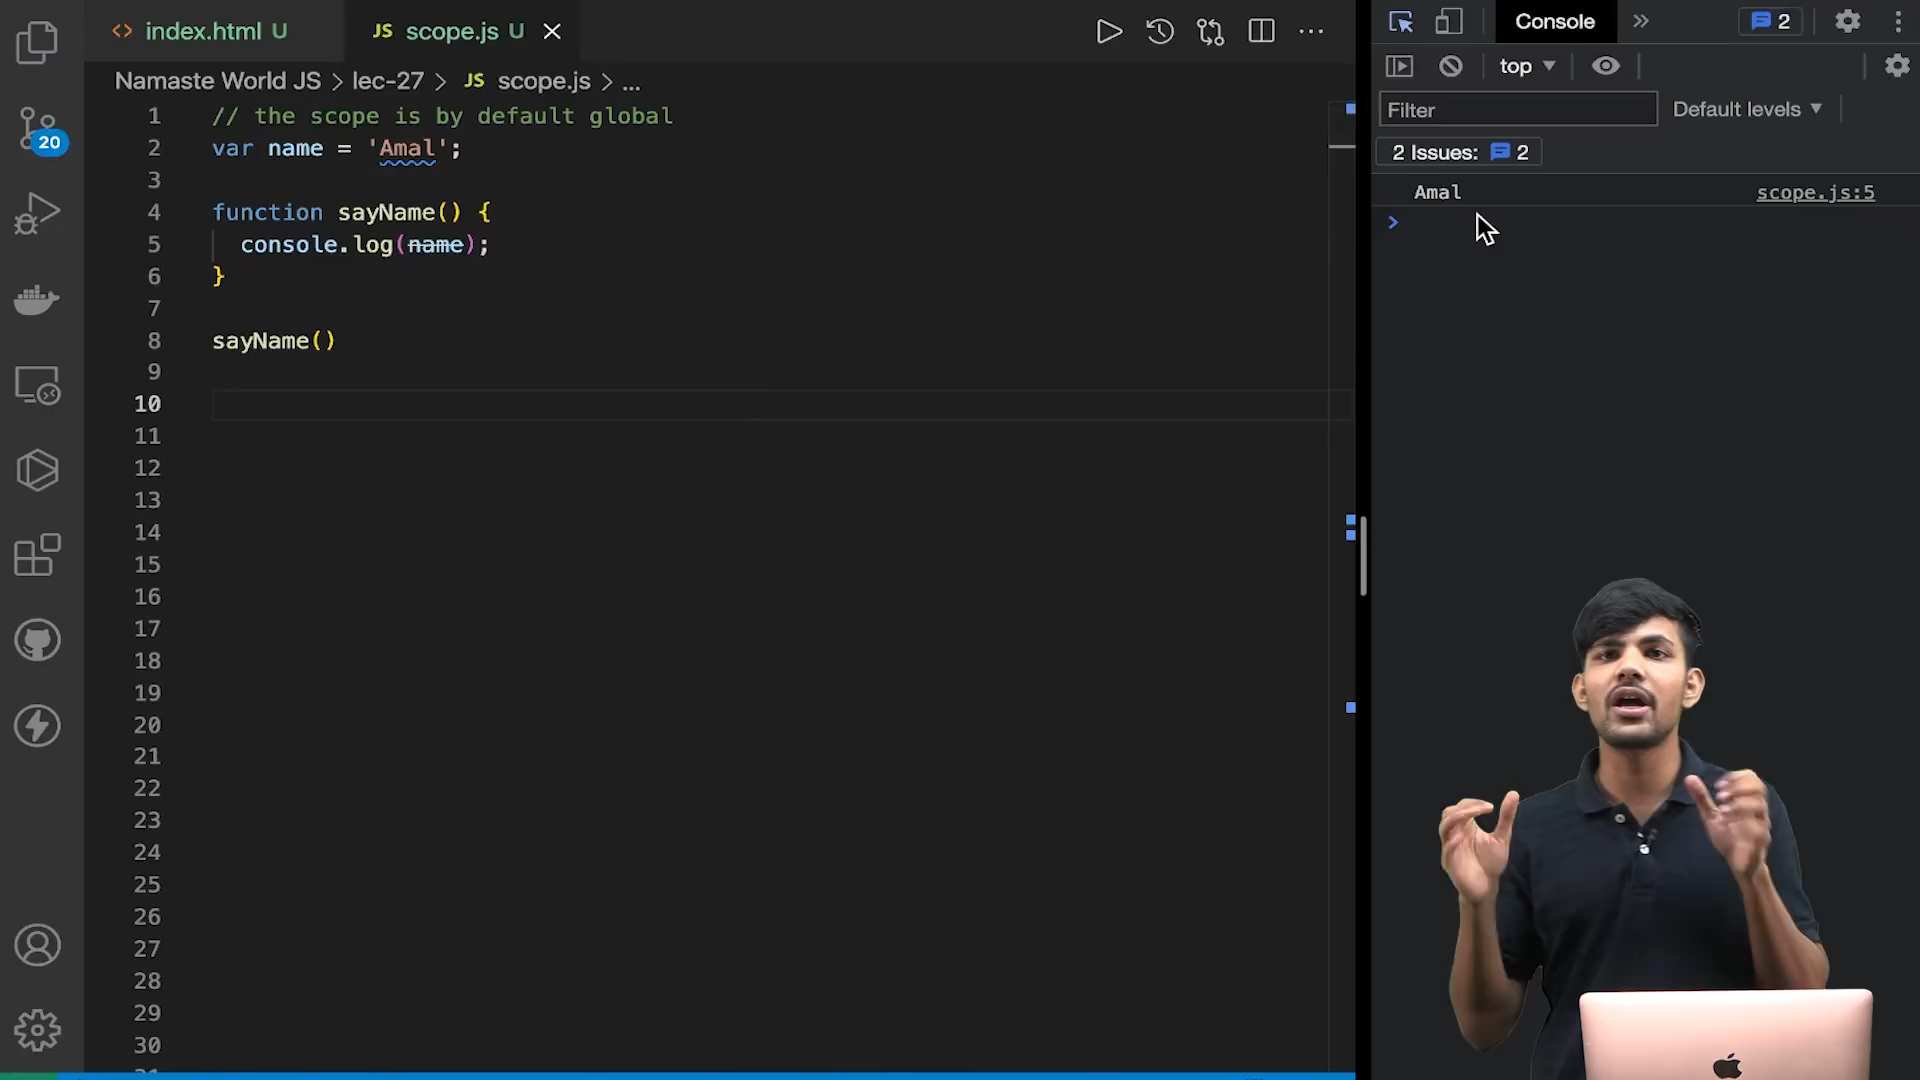 index.html U
JS scope.js U
Namaste World JS > lec-27 > JS scope.js > ...
1 // the scope is by default global
2 var name = 'Amal';
3
4 function sayName() {
5 console.log(name);
6 }
7
8 sayName()
9
10
11
12
13
14
15
16
17
18
19
20
21
22
23
24
25
26
27
28
29
30
20
Console
2
top
Filter
Default levels
2 Issues: 2
Amal scope.js:5
>